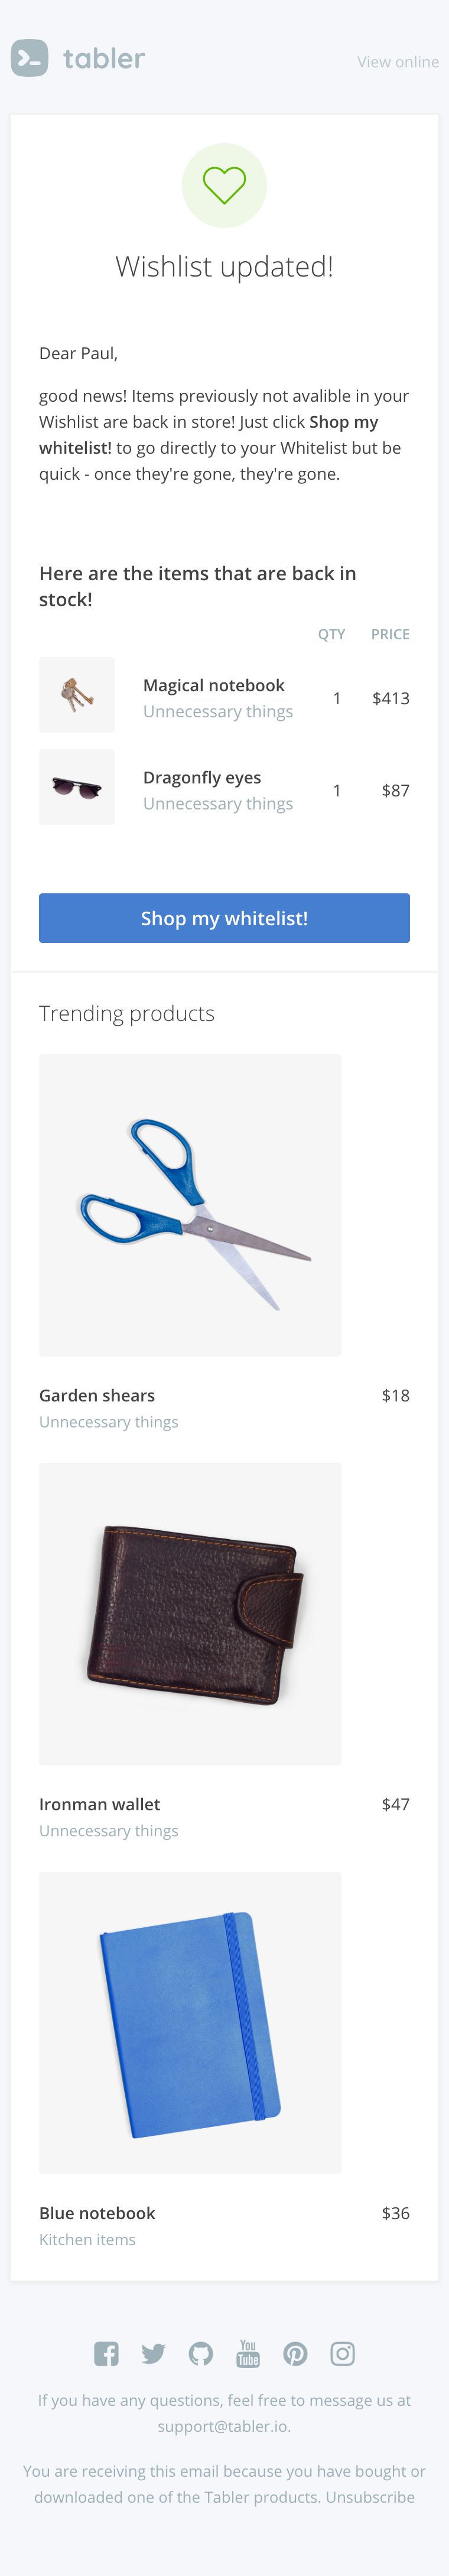 tabler
View online
Wishlist updated!
Dear Paul,
good news! Items previously not avalible in your
Wishlist are back in store! Just click Shop my
whitelist! to go directly to your Whitelist but be
quick - once they're gone, they're gone.
Here are the items that are back in
stock!
QTY PRICE
Magical notebook
Unnecessary things
1 $413
Dragonfly eyes
Unnecessary things
1 $87
Shop my whitelist!
Trending products
Garden shears $18
Unnecessary things
Ironman wallet $47
Unnecessary things
Blue notebook $36
Kitchen items
You
Tube
If you have any questions, feel free to message us at
support@tabler.io.
You are receiving this email because you have bought or
downloaded one of the Tabler products. Unsubscribe